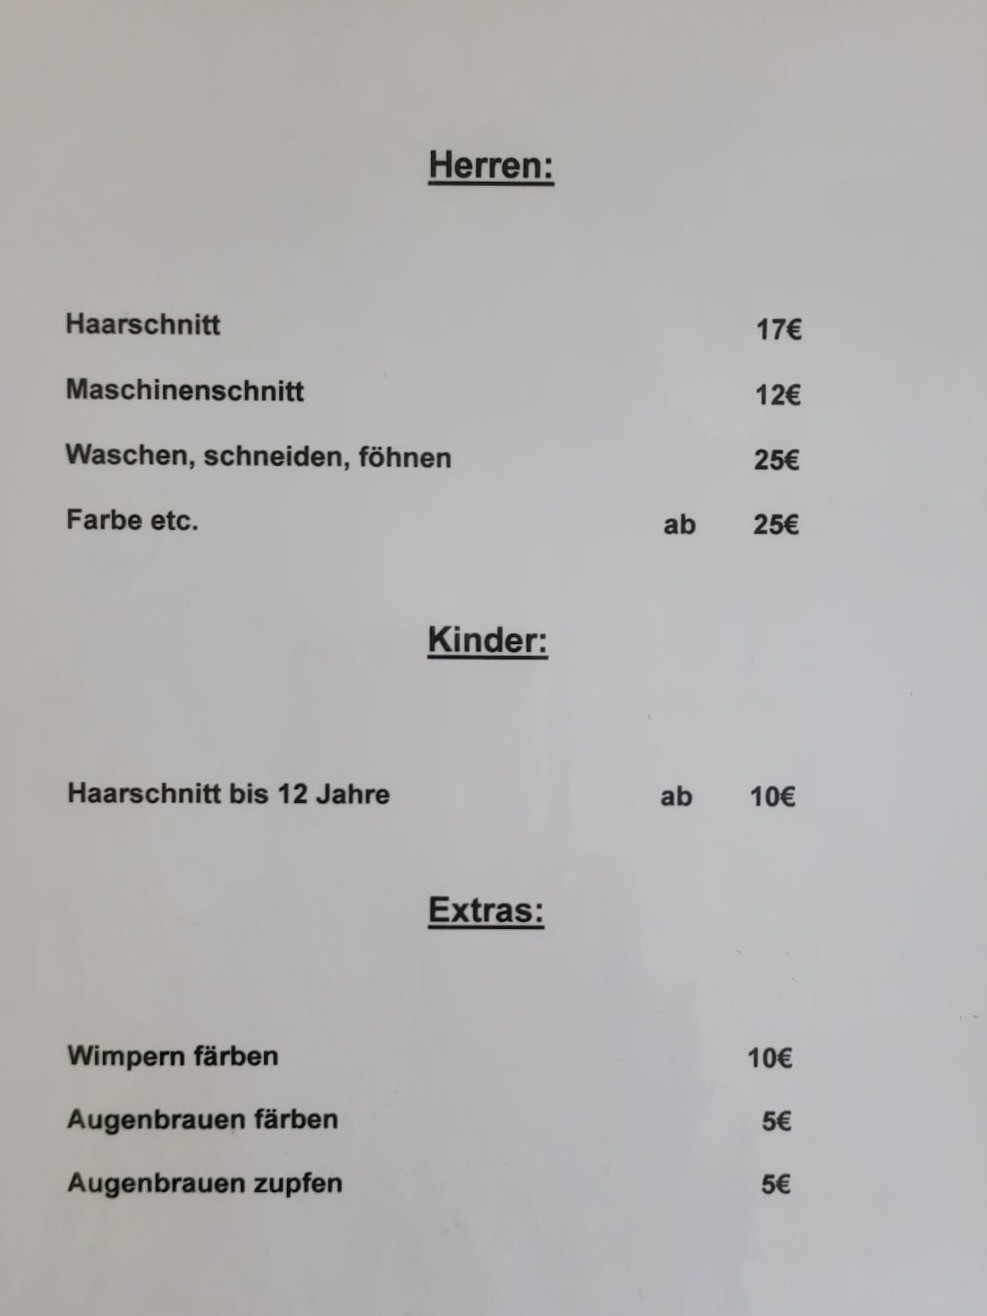 Herren:
Haarschnitt 17€
Maschinenschnitt 12€
Waschen, schneiden, föhnen 25€
Farbe etc. ab 25€
Kinder:
Haarschnitt bis 12 Jahre ab 10€
Extras:
Wimpern färben 10€
Augenbrauen färben 5€
Augenbrauen zupfen 5€